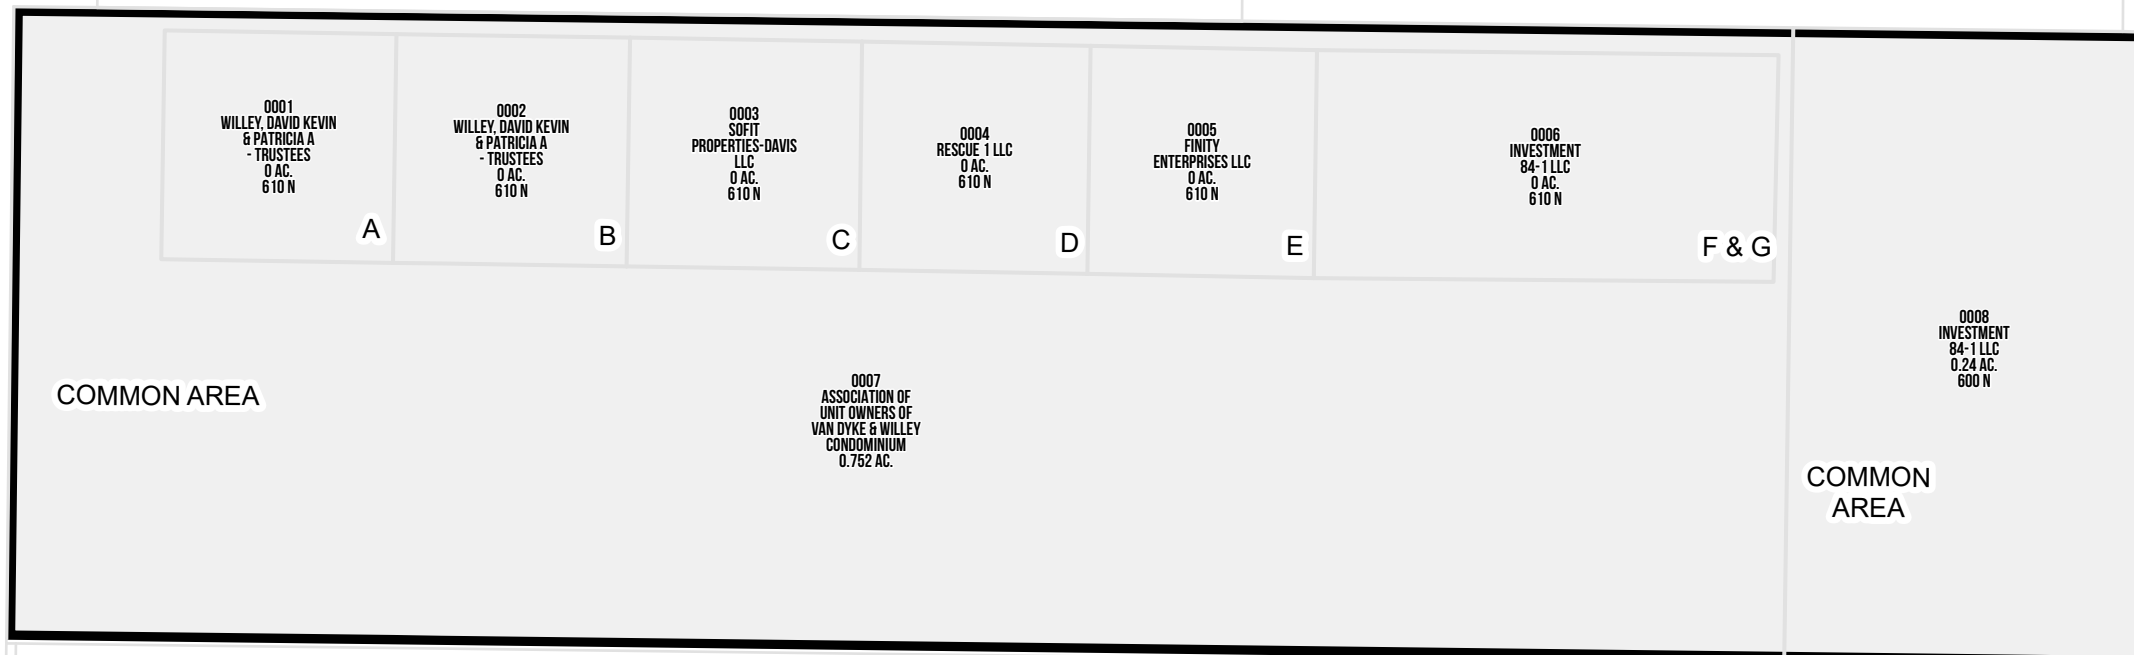 0001
WILLEY, DAVID KEVIN
& PATRICIA A
- TRUSTEES
0 AC.
610 N
A
0002
WILLEY, DAVID KEVIN
& PATRICIA A
- TRUSTEES
0 AC.
610 N
B
0003
SOFIT
PROPERTIES-DAVIS
LLC
0 AC.
610 N
C
0004
RESCUE 1 LLC
0 AC.
610 N
D
0005
FINITY
ENTERPRISES LLC
0 AC.
610 N
E
0006
INVESTMENT
84-1 LLC
0 AC.
610 N
F & G
COMMON AREA
0007
ASSOCIATION OF
UNIT OWNERS OF
VAN DYKE & WILLEY
CONDOMINIUM
0.752 AC.
0008
INVESTMENT
84-1 LLC
0.24 AC.
600 N
COMMON
AREA